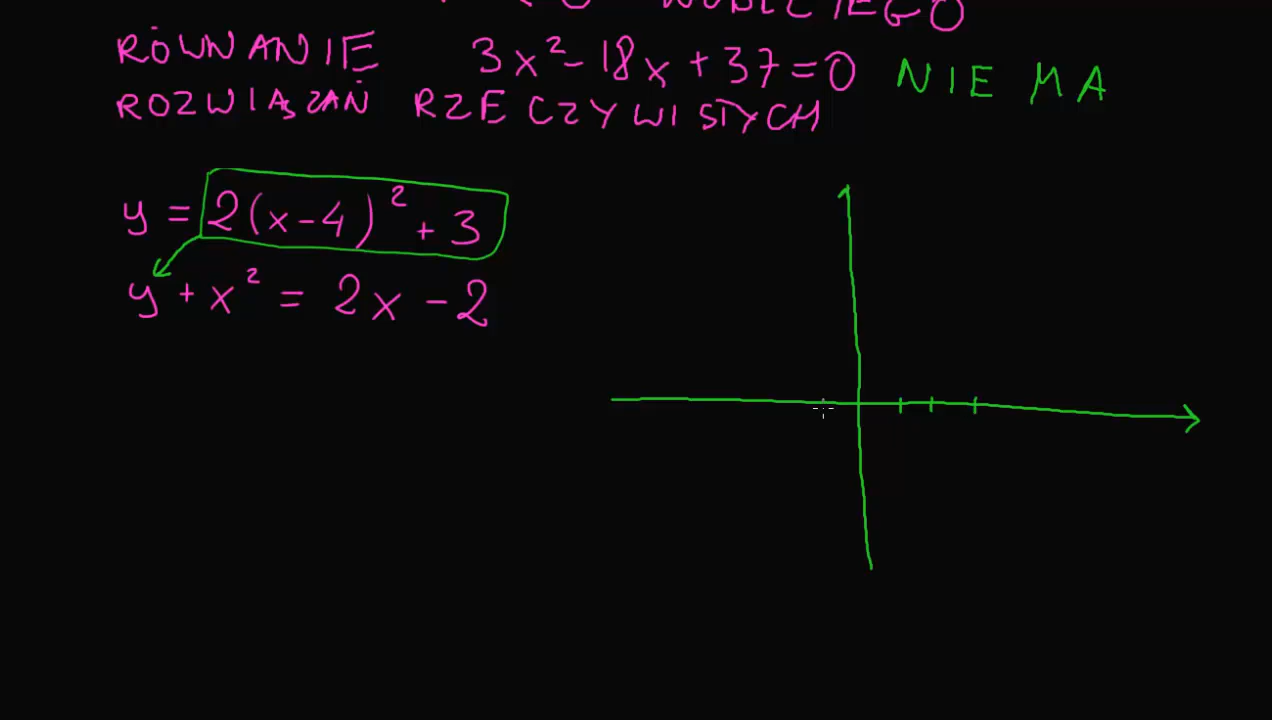 RÓWNANIE 3x² - 18x + 37 = 0 NIE MA
ROZWIĄZAŃ RZECZYWISTYCH
y = 2(x-4)² + 3
y + x² = 2x - 2